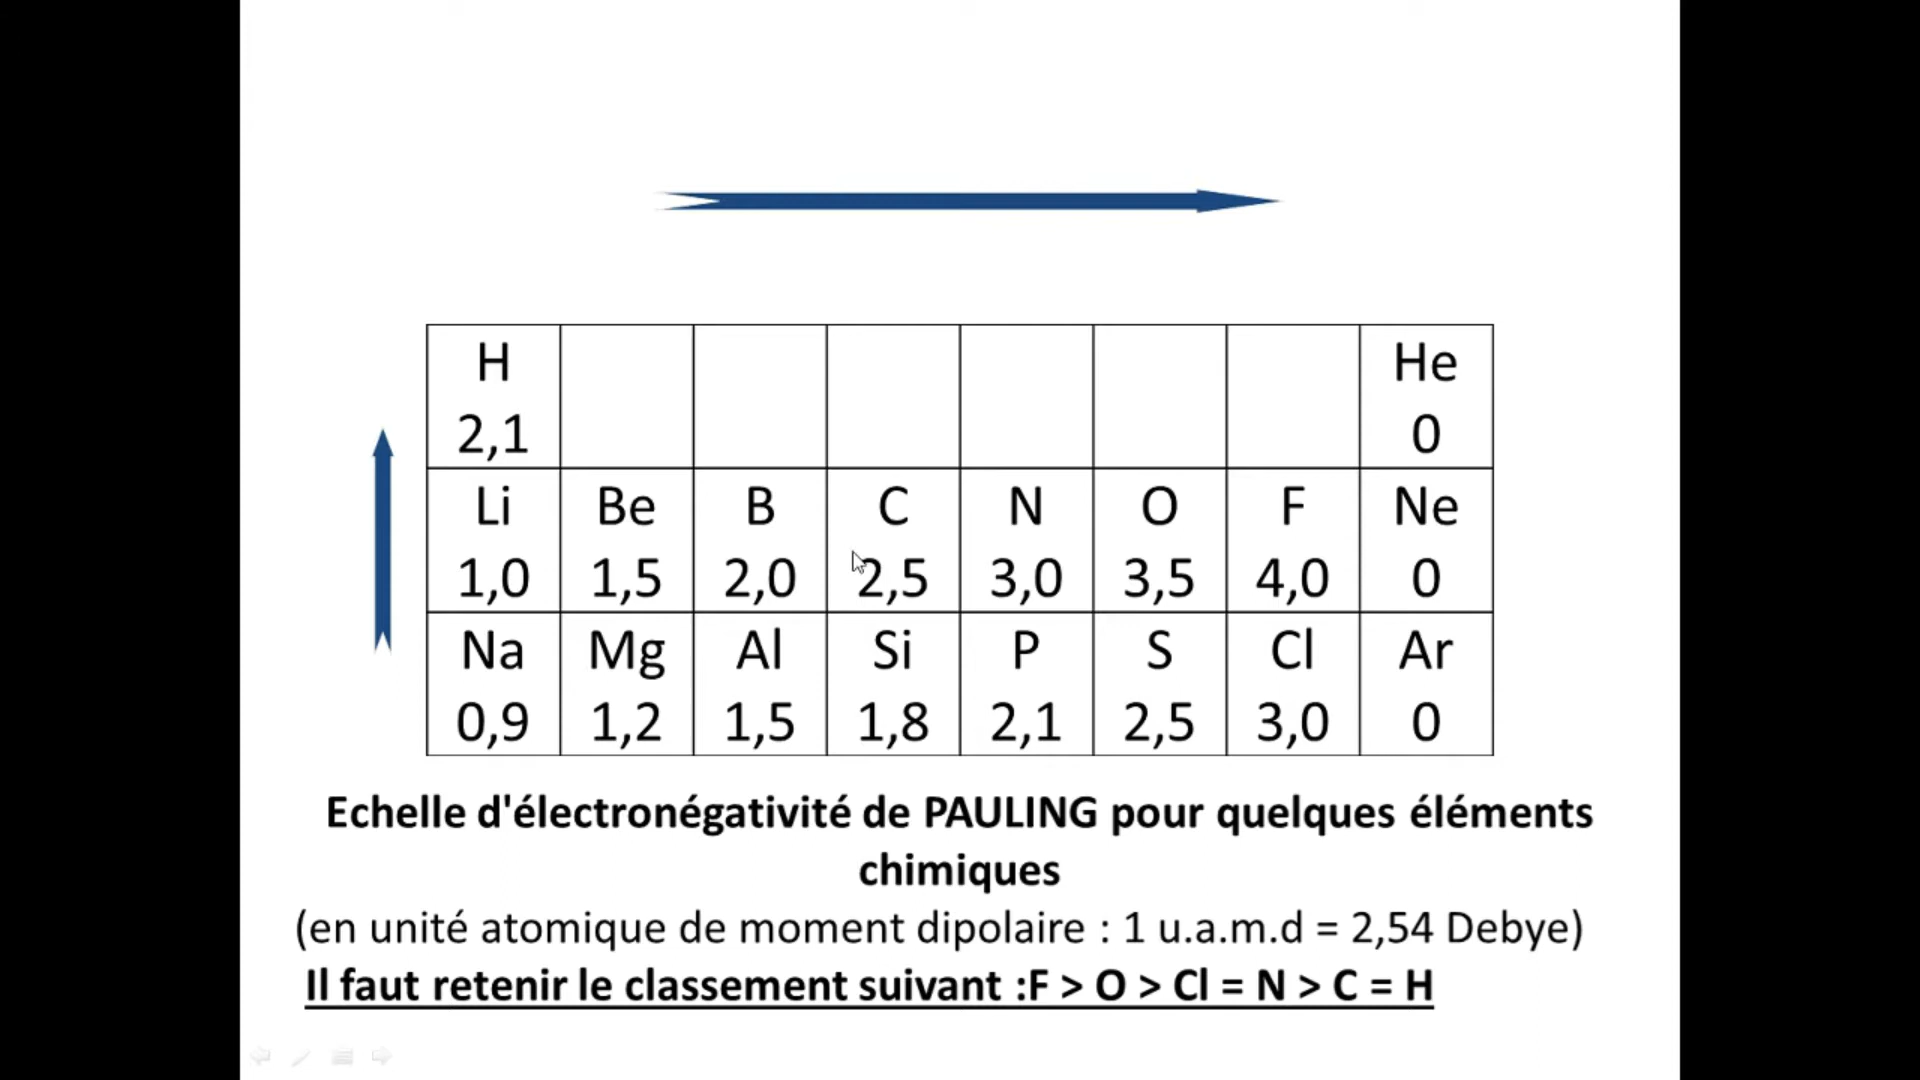 H He
2,1 0
Li Be B C N O F Ne
1,0 1,5 2,0 2,5 3,0 3,5 4,0 0
Na Mg Al Si P S Cl Ar
0,9 1,2 1,5 1,8 2,1 2,5 3,0 0
Echelle d'électronégativité de PAULING pour quelques éléments
chimiques
(en unité atomique de moment dipolaire : 1 u.a.m.d = 2,54 Debye)
Il faut retenir le classement suivant :F > O > Cl = N > C = H